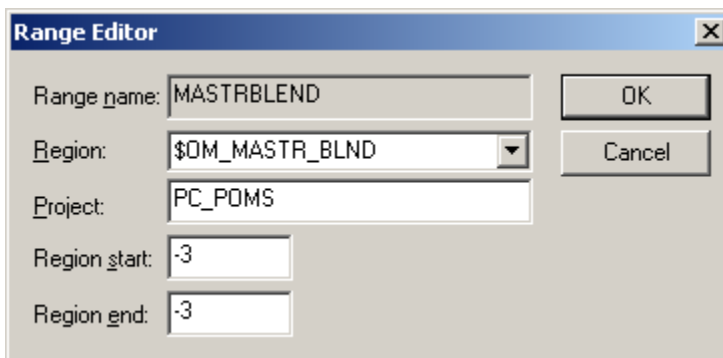 Range Editor
Range name: MASTRBLEND OK
Region: $OM_MASTR_BLND Cancel
Project: PC_POMS
Region start: -3
Region end: -3